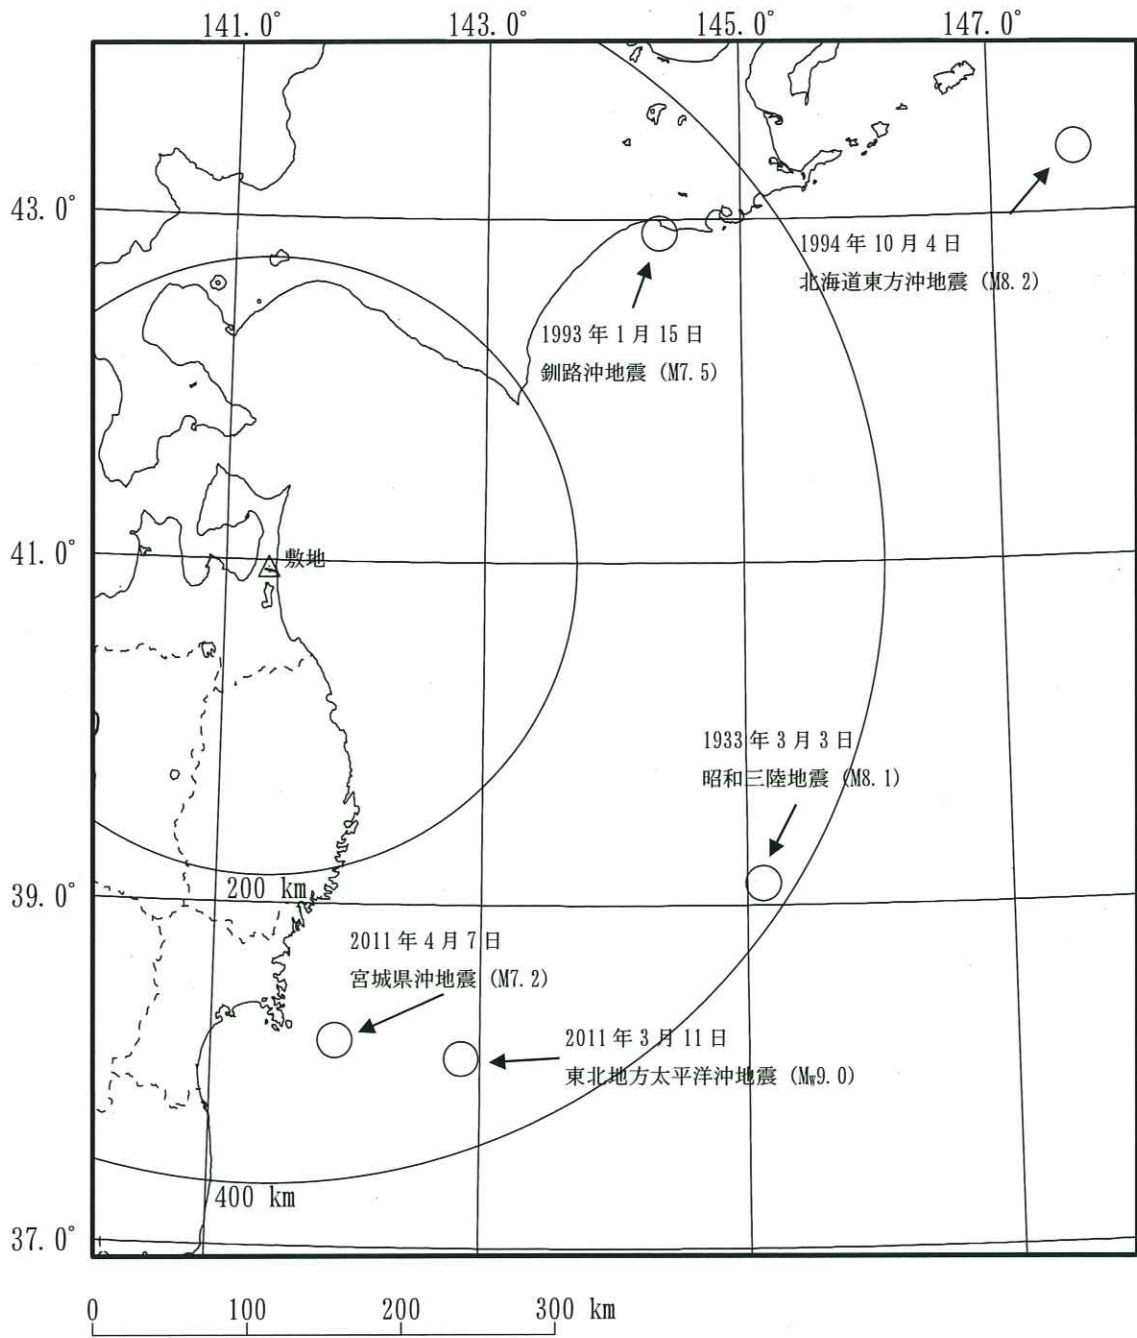 141.0°
143.0°
145.0°
147.0°
43.0°
1994年10月4日
北海道東方沖地震 (M8.2)
1993年1月15日
釧路沖地震 (M7.5)
41.0°
敷地
1933年3月3日
昭和三陸地震 (M8.1)
39.0°
200 km
2011年4月7日
宮城県沖地震 (M7.2)
2011年3月11日
東北地方太平洋沖地震 (Mw9.0)
400 km
37.0°
0 100 200 300 km